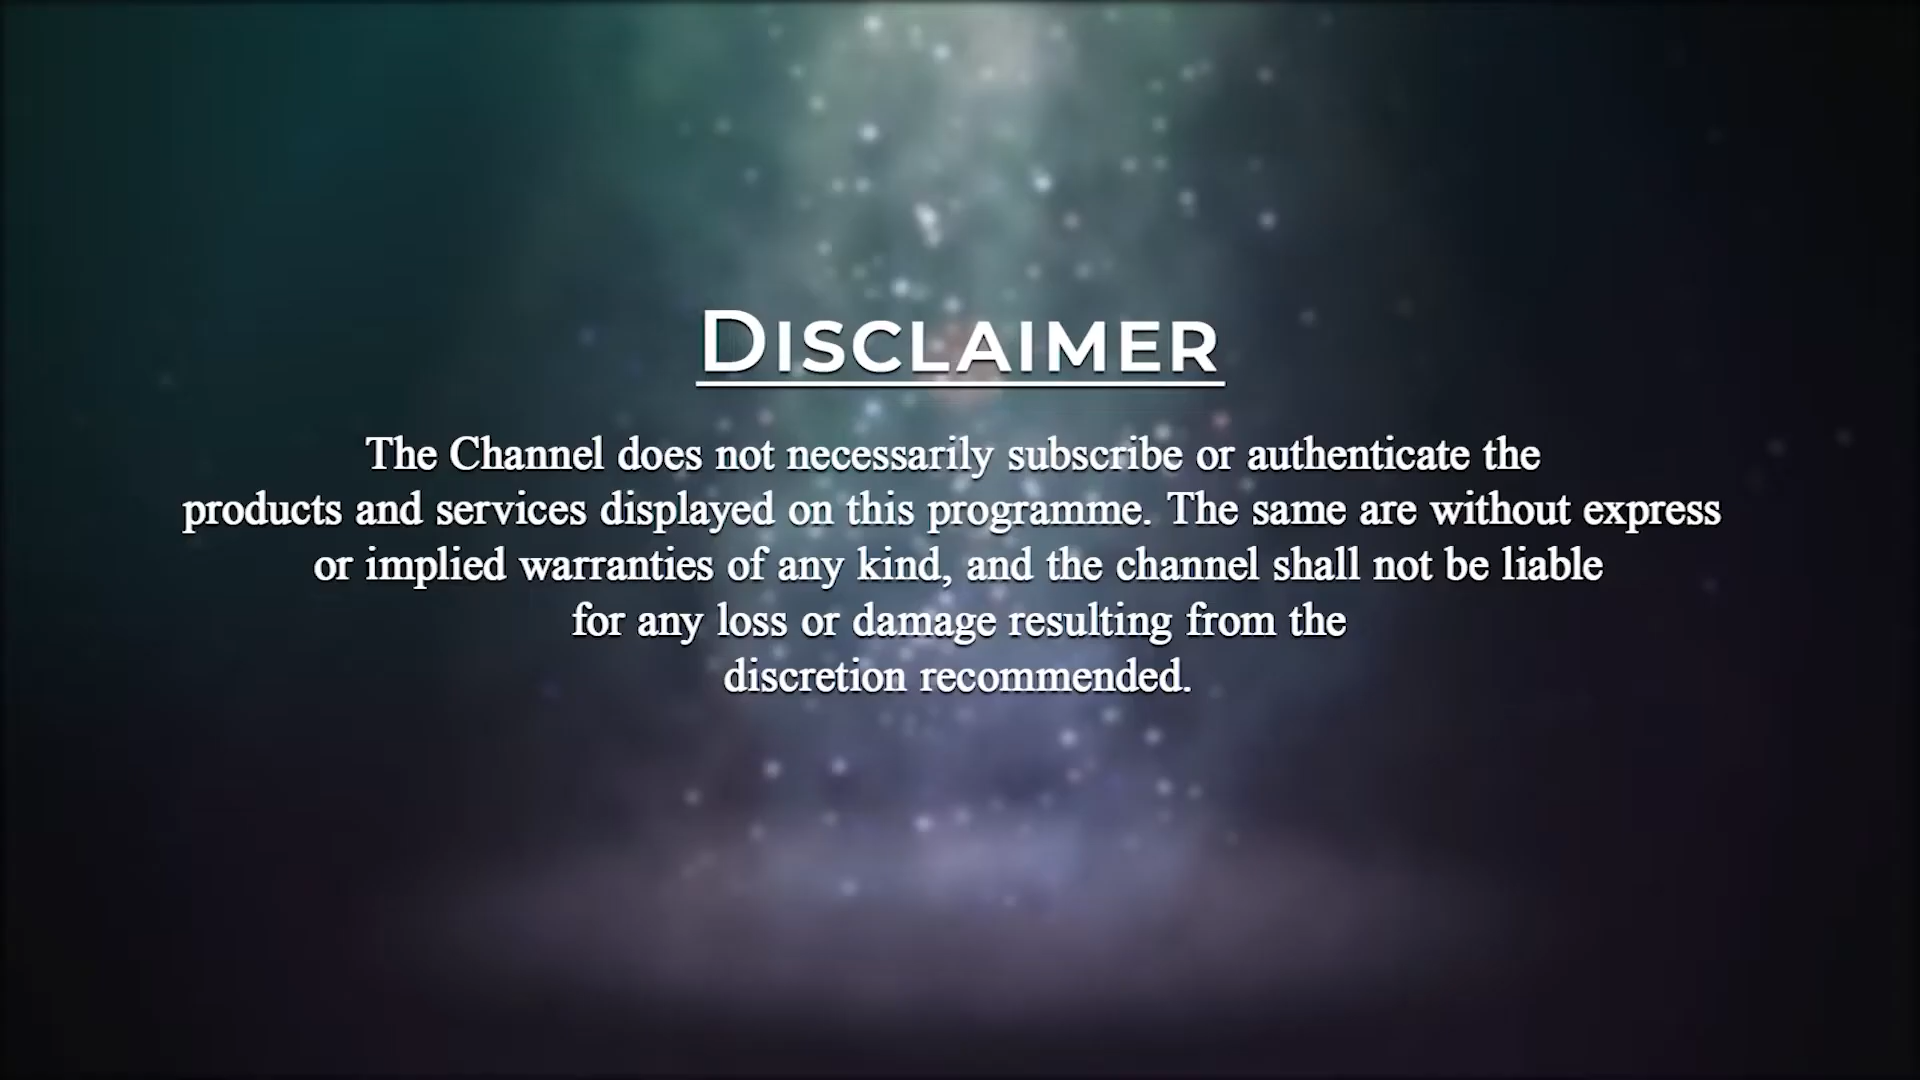 DISCLAIMER
The Channel does not necessarily subscribe or authenticate the
products and services displayed on this programme. The same are without express
or implied warranties of any kind, and the channel shall not be liable
for any loss or damage resulting from the
discretion recommended.